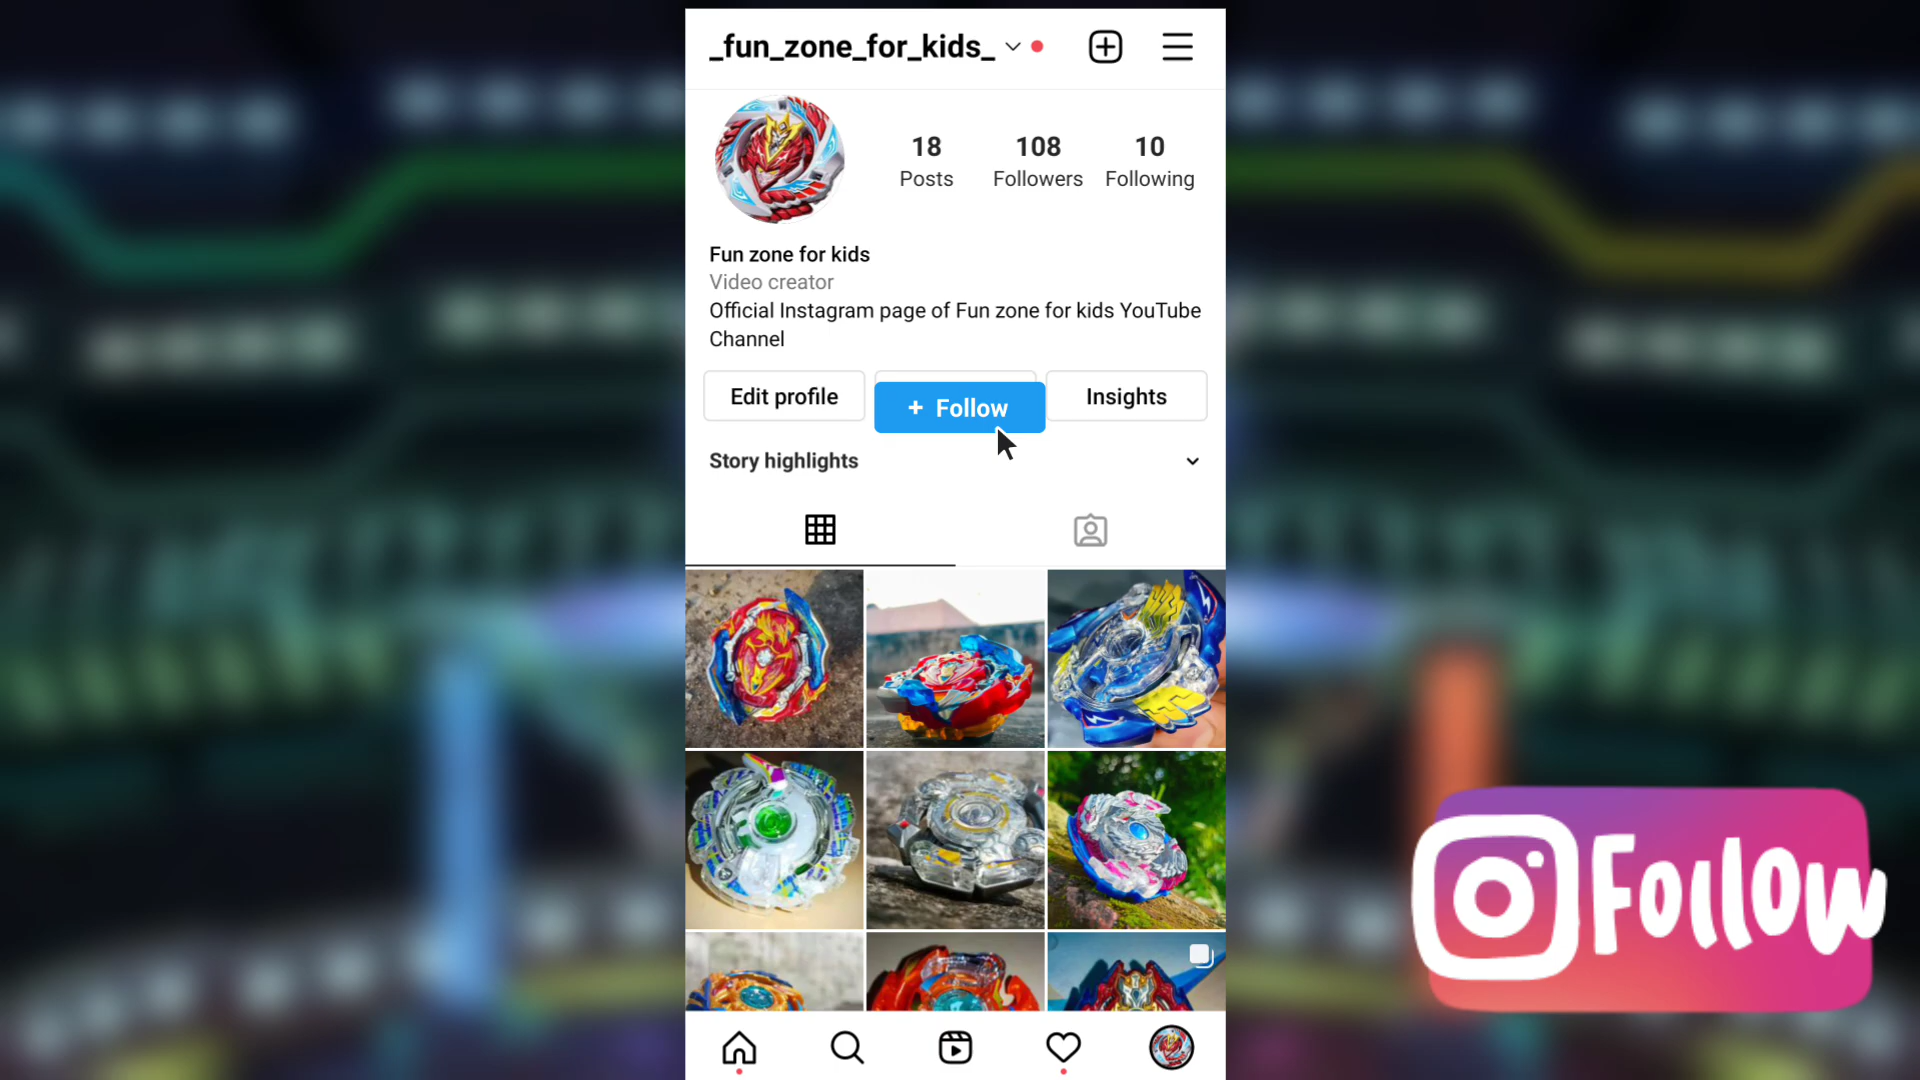 _fun_zone_for_kids_
18 108 10
Posts Followers Following
Fun zone for kids
Video creator
Official Instagram page of Fun zone for kids YouTube
Channel
Edit profile + Follow Insights
Story highlights
Follow